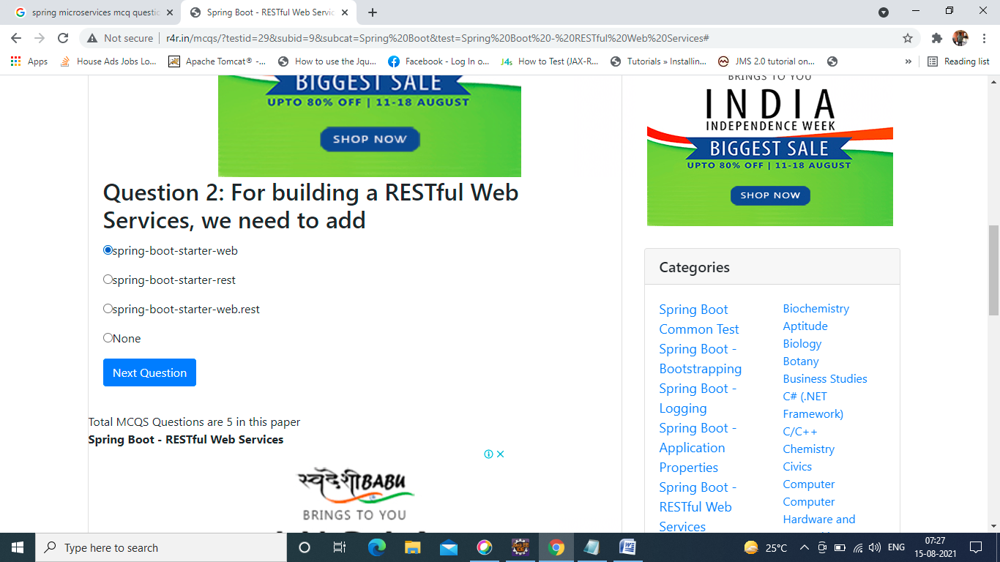 spring microservices mcq questic
Spring Boot - RESTful Web Servic
Not secure
r4r.in/mcqs/?testid=29&subid=9&subcat=Spring%20Boot&test=Spring%20Boot%20-%20RESTful%20Web%20Services#
Apps
House Ads Jobs Lo...
Apache Tomcat® -...
How to use the Jqu...
Facebook - Log In o...
J4s
How to Test (JAX-R...
Tutorials » Installin...
JMS 2.0 tutorial on...
»
Reading list
BIGGEST SALE
UPTO 80% OFF | 11-18 AUGUST
SHOP NOW
Question 2: For building a RESTful Web
Services, we need to add
spring-boot-starter-web
spring-boot-starter-rest
spring-boot-starter-web.rest
None
Next Question
Total MCQS Questions are 5 in this paper
Spring Boot - RESTful Web Services
स्वदेशीBABU
BRINGS TO YOU
BRINGS TO YOU
INDIA
INDEPENDENCE WEEK
BIGGEST SALE
UPTO 80% OFF | 11-18 AUGUST
SHOP NOW
Categories
Spring Boot
Common Test
Spring Boot -
Bootstrapping
Spring Boot -
Logging
Spring Boot -
Application
Properties
Spring Boot -
RESTful Web
Services
Biochemistry
Aptitude
Biology
Botany
Business Studies
C# (.NET
Framework)
C/C++
Chemistry
Civics
Computer
Computer
Hardware and
Type here to search
25°C
ENG
07:27
15-08-2021